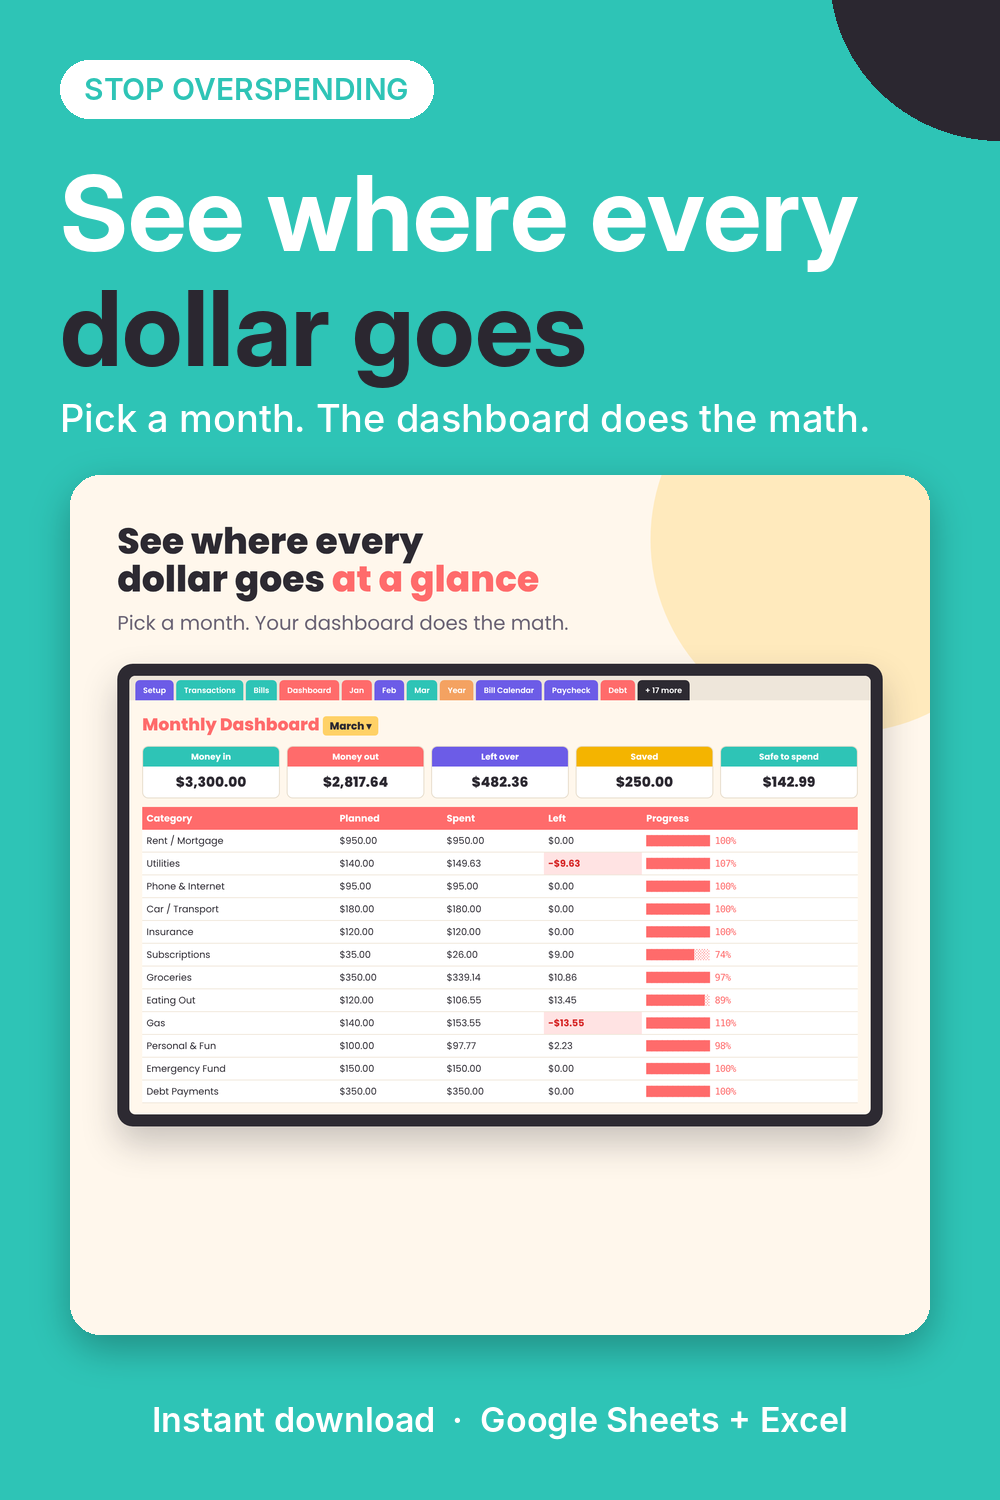 STOP OVERSPENDING
See where every
dollar goes
Pick a month. The dashboard does the math.
See where every
dollar goes at a glance
Pick a month. Your dashboard does the math.
Setup Transactions Bills Dashboard Jan Feb Mar Year Bill Calendar Paycheck Debt + 17 more
Monthly Dashboard March ▾
Money in Money out Left over Saved Safe to spend
$3,300.00 $2,817.64 $482.36 $250.00 $142.99
Category Planned Spent Left Progress
Rent / Mortgage $950.00 $950.00 $0.00 100%
Utilities $140.00 $149.63 -$9.63 107%
Phone & Internet $95.00 $95.00 $0.00 100%
Car / Transport $180.00 $180.00 $0.00 100%
Insurance $120.00 $120.00 $0.00 100%
Subscriptions $35.00 $26.00 $9.00 74%
Groceries $350.00 $339.14 $10.86 97%
Eating Out $120.00 $106.55 $13.45 89%
Gas $140.00 $153.55 -$13.55 110%
Personal & Fun $100.00 $97.77 $2.23 98%
Emergency Fund $150.00 $150.00 $0.00 100%
Debt Payments $350.00 $350.00 $0.00 100%
Instant download · Google Sheets + Excel